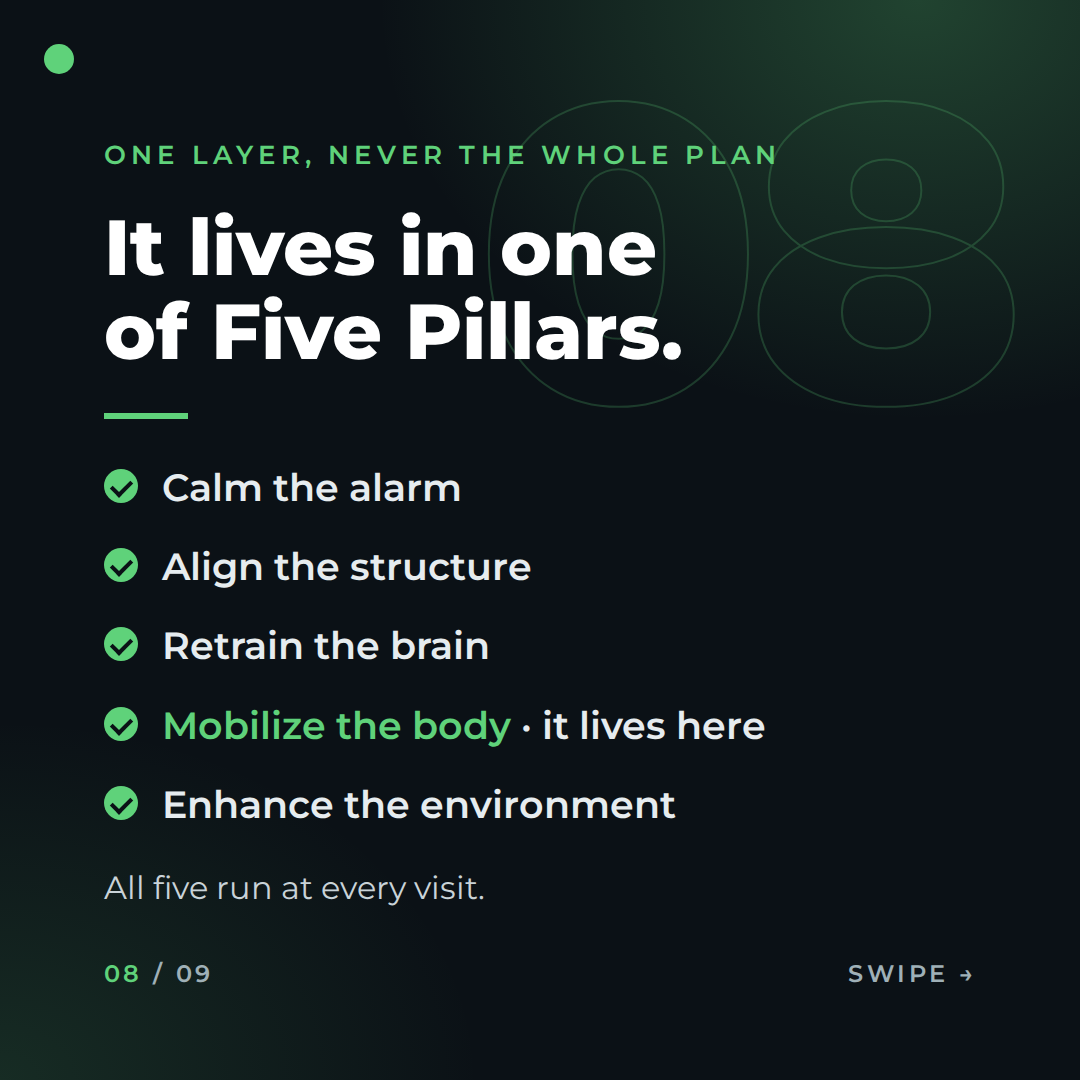 08
ONE LAYER, NEVER THE WHOLE PLAN
It lives in one
of Five Pillars.
Calm the alarm
Align the structure
Retrain the brain
Mobilize the body · it lives here
Enhance the environment
All five run at every visit.
08 / 09
SWIPE →